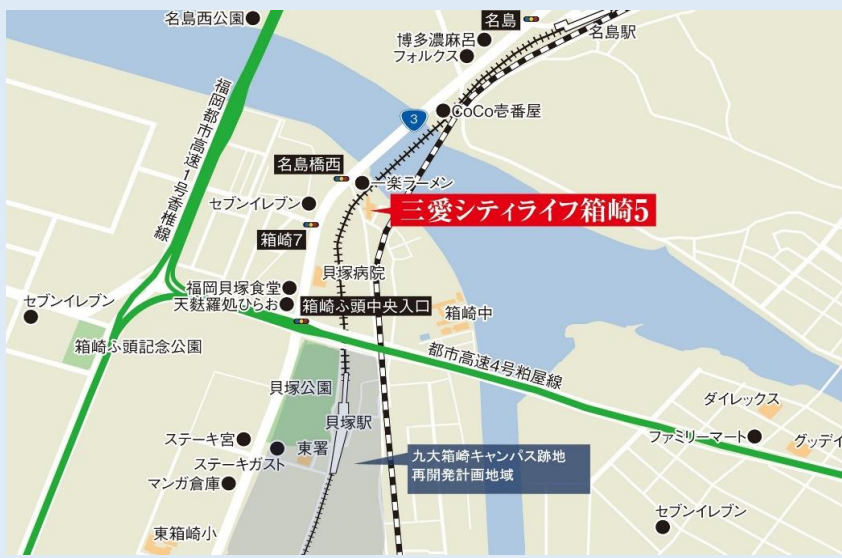 名島西公園
名島
名島駅
博多濃麻呂
フォルクス
福岡都市高速1号香椎線
CoCo壱番屋
3
名島橋西
一楽ラーメン
セブンイレブン
三愛シティライフ箱崎5
箱崎7
貝塚病院
福岡貝塚食堂
天麩羅処ひらお
箱崎ふ頭中央入口
セブンイレブン
箱崎中
箱崎ふ頭記念公園
都市高速4号粕屋線
貝塚公園
貝塚駅
ダイレックス
ステーキ宮
東署
ファミリーマート
グッデイ
ステーキガスト
九大箱崎キャンパス跡地
再開発計画地域
マンガ倉庫
セブンイレブン
東箱崎小